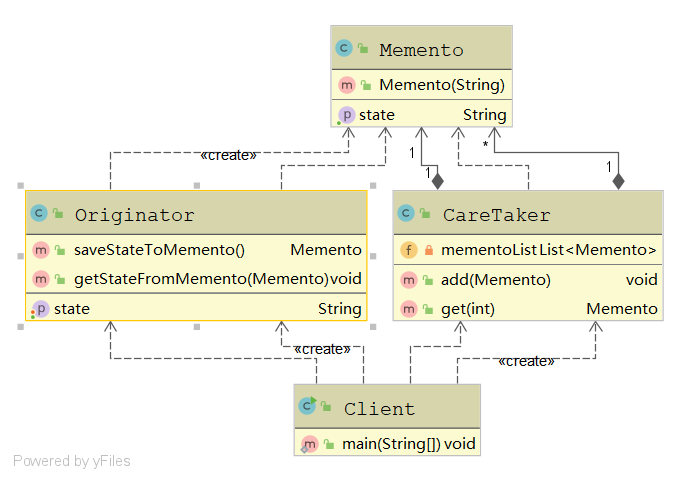 C Memento
m Memento(String)
p state String
1 *
«create» 1 1
C Originator
m saveStateToMemento() Memento
m getStateFromMemento(Memento) void
p state String
C CareTaker
f mementoList List<Memento>
m add(Memento) void
m get(int) Memento
«create» «create»
C Client
m main(String[]) void
Powered by yFiles